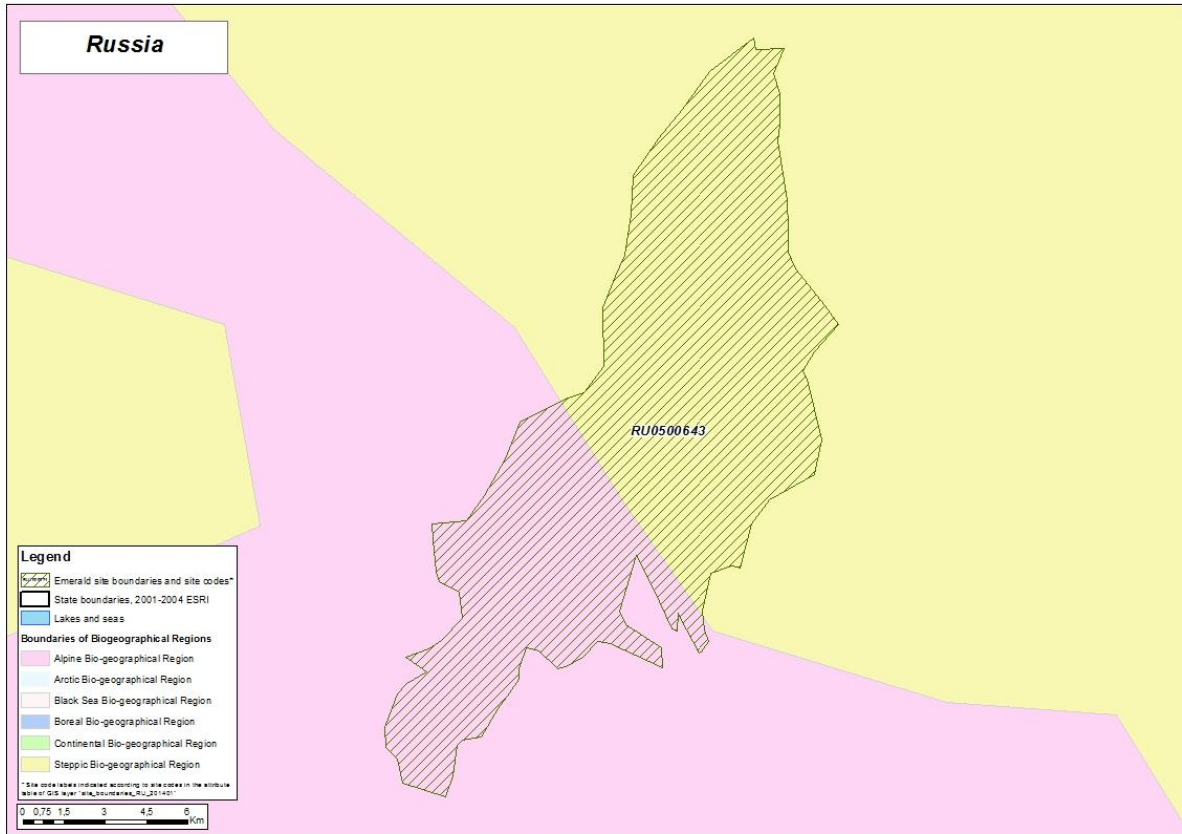 Russia
RU0500643
Legend
Emerald site boundaries and site codes*
State boundaries, 2001-2004 ESRI
Lakes and seas
Boundaries of Biogeographical Regions
Alpine Bio-geographical Region
Arctic Bio-geographical Region
Black Sea Bio-geographical Region
Boreal Bio-geographical Region
Continental Bio-geographical Region
Steppic Bio-geographical Region
* Site code labels indicated according to site codes in the attribute
table of GIS layer "site_boundaries_RU_201401"
0 0,75 1,5 3 4,5 6
Km